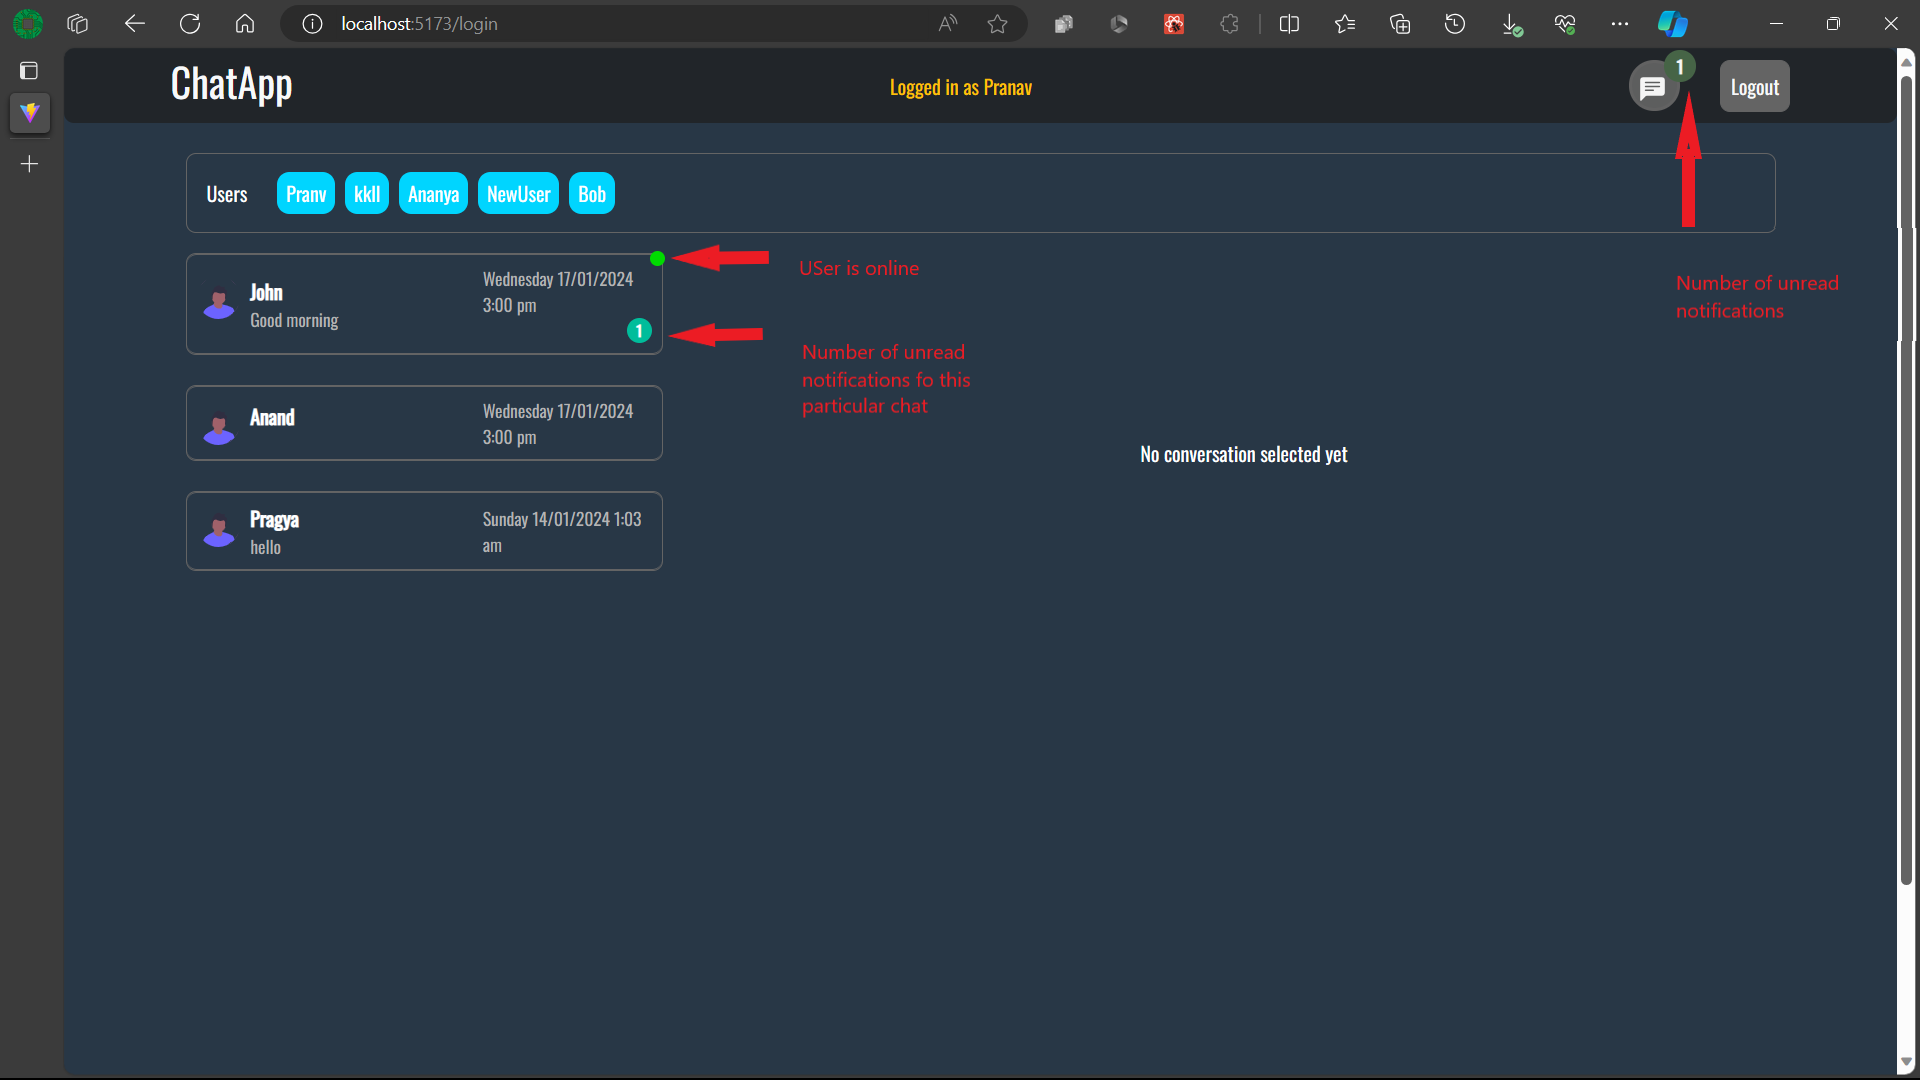 localhost:5173/login
ChatApp
Logged in as Pranav
1
Logout
Users Pranv kkll Ananya NewUser Bob
John
Good morning
Wednesday 17/01/2024
3:00 pm
1
USer is online
Number of unread
notifications fo this
particular chat
Number of unread
notifications
Anand
Wednesday 17/01/2024
3:00 pm
No conversation selected yet
Pragya
hello
Sunday 14/01/2024 1:03
am